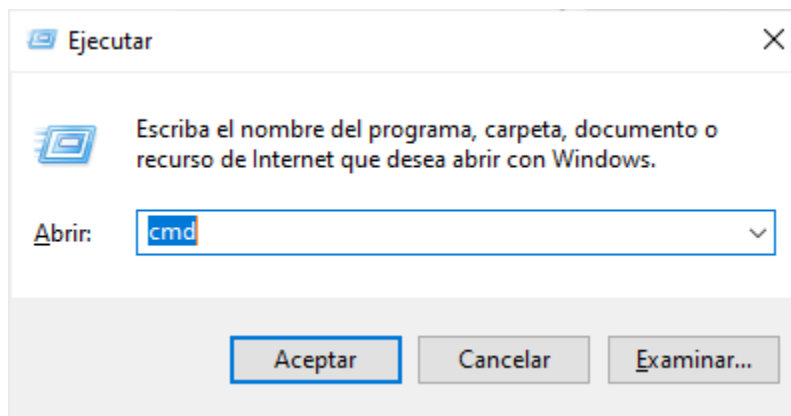 Ejecutar
Escriba el nombre del programa, carpeta, documento o
recurso de Internet que desea abrir con Windows.
Abrir: cmd
Aceptar Cancelar Examinar...